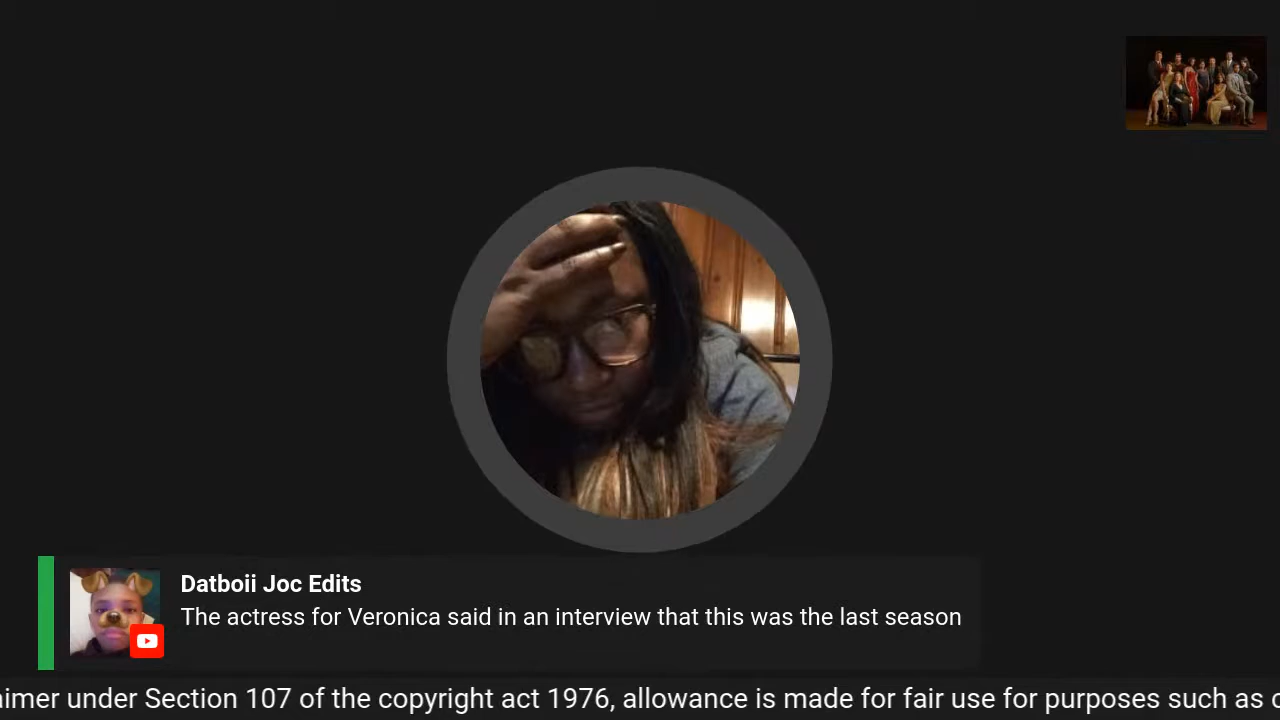 Datboii Joc Edits
The actress for Veronica said in an interview that this was the last season
under Section 107 of the copyright act 1976, allowance is made for fair use for purposes such as